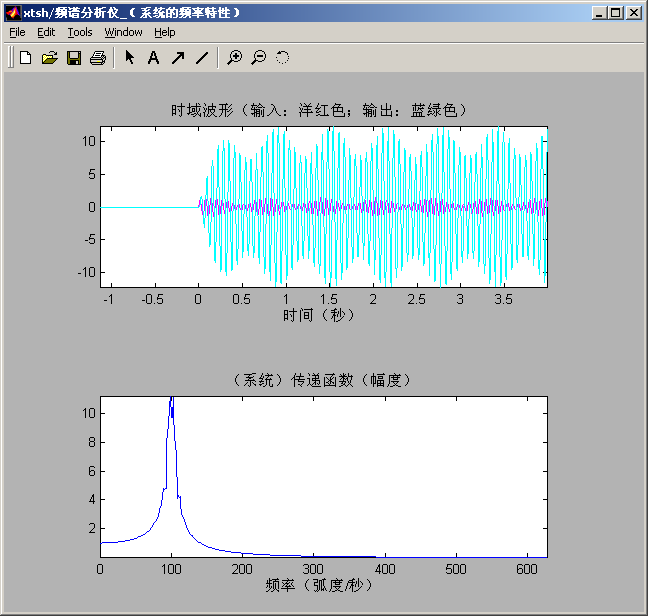 xtsh/频谱分析仪_（系统的频率特性）
File Edit Tools Window Help
A
时域波形（输入：洋红色；输出：蓝绿色）
10
5
0
-5
-10
-1 -0.5 0 0.5 1 1.5 2 2.5 3 3.5
时间（秒）
（系统）传递函数（幅度）
10
8
6
4
2
0 100 200 300 400 500 600
频率（弧度/秒）